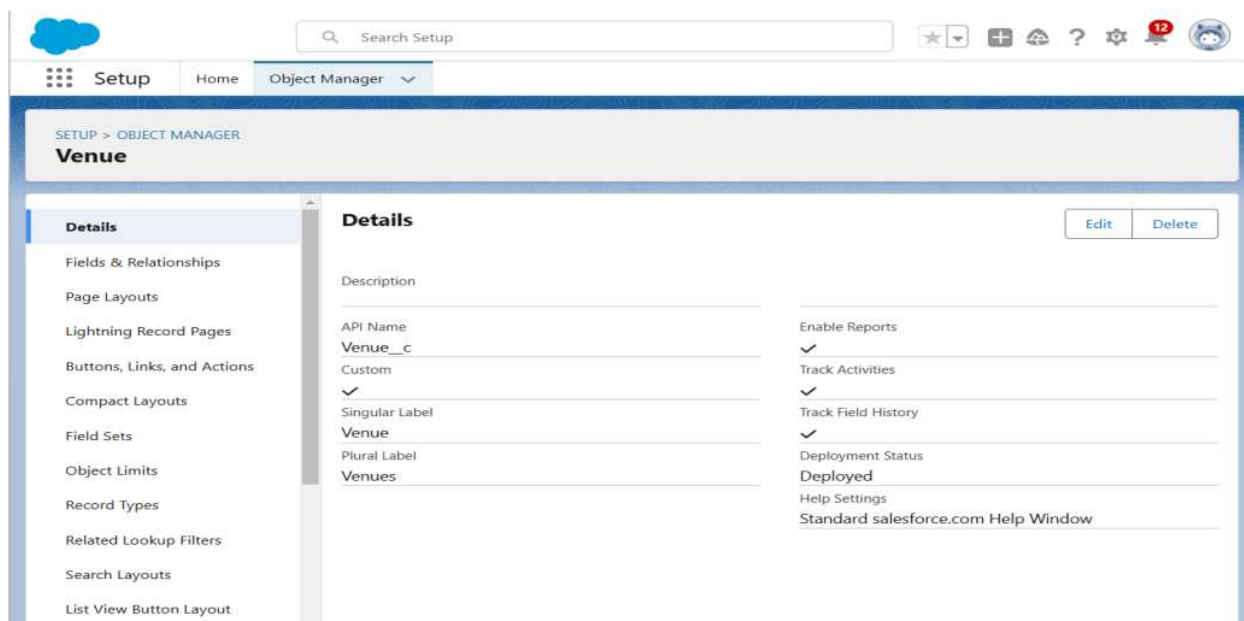 Search Setup
12
Setup
Home
Object Manager
SETUP > OBJECT MANAGER
Venue
Details
Fields & Relationships
Page Layouts
Lightning Record Pages
Buttons, Links, and Actions
Compact Layouts
Field Sets
Object Limits
Record Types
Related Lookup Filters
Search Layouts
List View Button Layout
Details
Edit
Delete
Description
API Name
Venue__c
Custom
Singular Label
Venue
Plural Label
Venues
Enable Reports
Track Activities
Track Field History
Deployment Status
Deployed
Help Settings
Standard salesforce.com Help Window